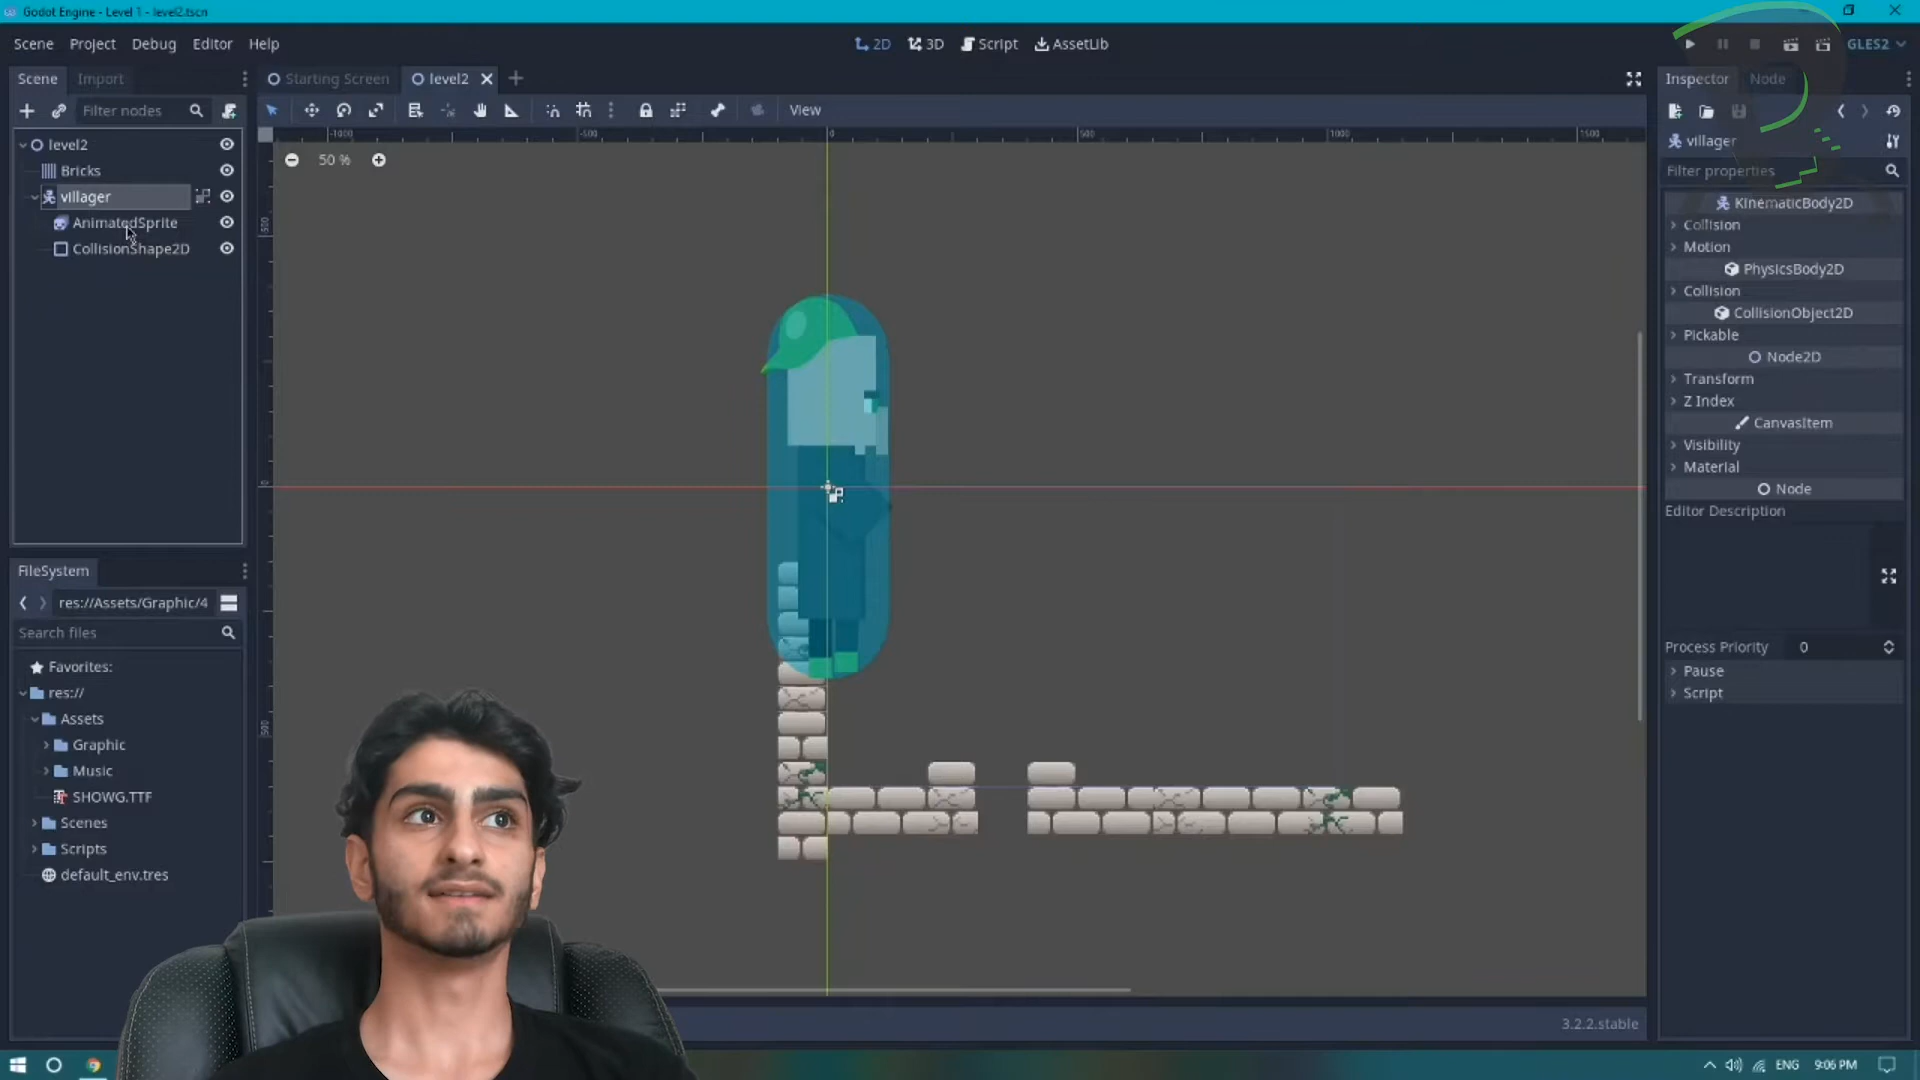 Godot Engine - Level 1 - level2.tscn
Scene Project Debug Editor Help
2D 3D Script AssetLib
GLES2
Scene Import
Starting Screen level2
Inspector Node
Filter nodes
View
level2
Bricks
villager
AnimatedSprite
CollisionShape2D
-1000 -500 0 500 1000 1500
50 %
500
0
500
villager
Filter properties
KinematicBody2D
Collision
Motion
PhysicsBody2D
Collision
CollisionObject2D
Pickable
Node2D
Transform
Z Index
CanvasItem
Visibility
Material
Node
Editor Description
Process Priority 0
Pause
Script
FileSystem
res://Assets/Graphic/4
Search files
Favorites:
res://
Assets
Graphic
Music
SHOWG.TTF
Scenes
Scripts
default_env.tres
3.2.2.stable
ENG 9:06 PM